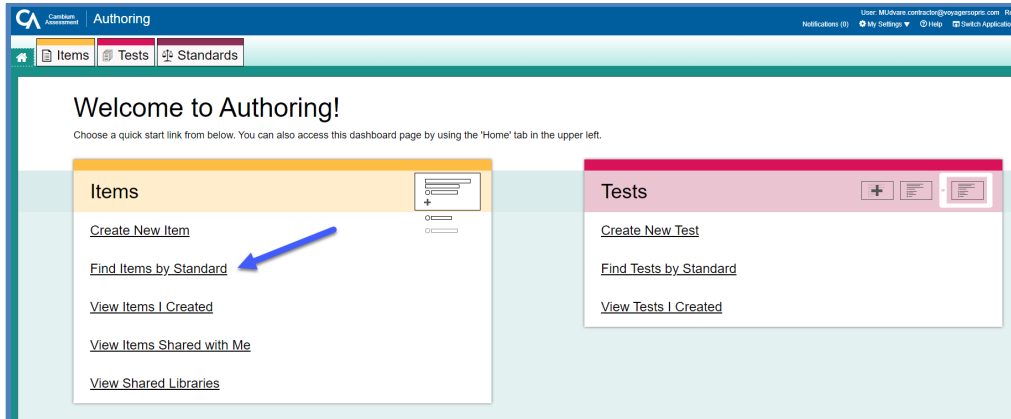 User: MUdvare.contractor@voyagersopris.com
CA Cambium Assessment Authoring
Notifications (0) My Settings ▼ Help Switch Application
Items Tests Standards
Welcome to Authoring!
Choose a quick start link from below. You can also access this dashboard page by using the 'Home' tab in the upper left.
Items
Create New Item
Find Items by Standard
View Items I Created
View Items Shared with Me
View Shared Libraries
Tests
Create New Test
Find Tests by Standard
View Tests I Created